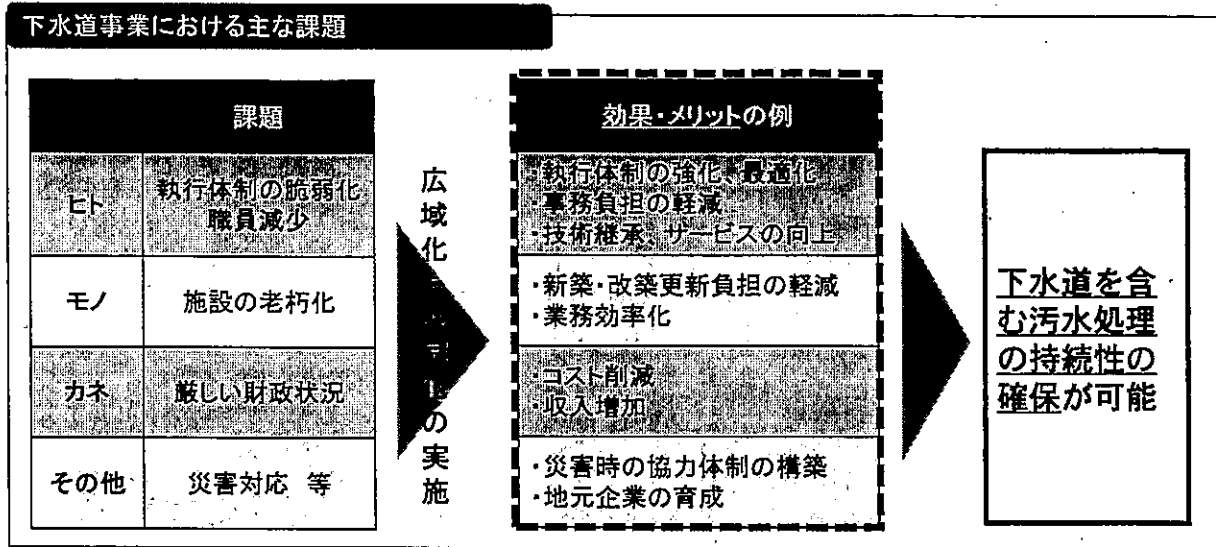 下水道事業における主な課題
課題
ヒト
執行体制の脆弱化
職員減少
モノ
施設の老朽化
カネ
厳しい財政状況
その他
災害対応 等
広域化
の実施
効果・メリットの例
・執行体制の強化、最適化
・事務負担の軽減
・技術継承、サービスの向上
・新築・改築更新負担の軽減
・業務効率化
・コスト削減
・収入増加
・災害時の協力体制の構築
・地元企業の育成
下水道を含
む汚水処理
の持続性の
確保が可能